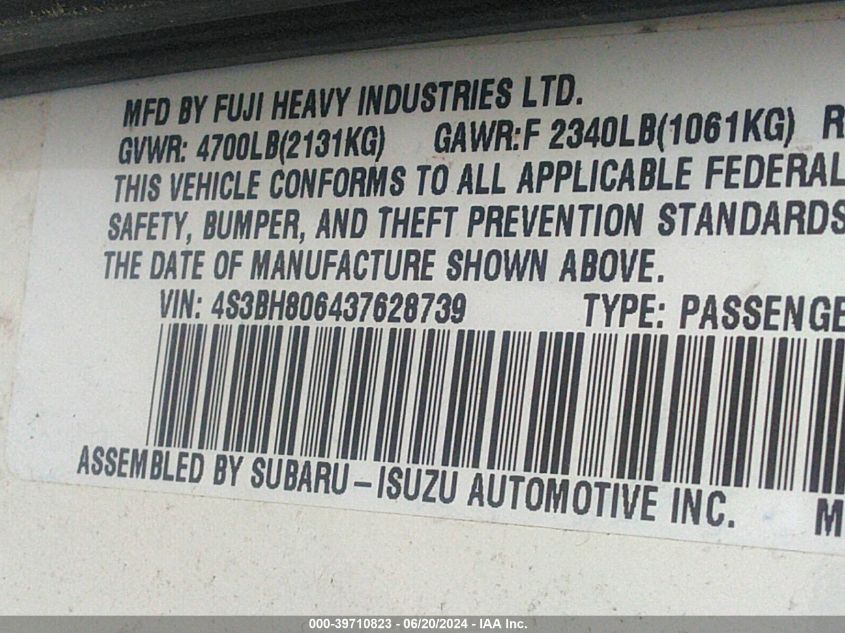 MFD BY FUJI HEAVY INDUSTRIES LTD.
GVWR: 4700LB(2131KG) GAWR:F 2340LB(1061KG) R
THIS VEHICLE CONFORMS TO ALL APPLICABLE FEDERAL
SAFETY, BUMPER, AND THEFT PREVENTION STANDARDS
THE DATE OF MANUFACTURE SHOWN ABOVE.
VIN: 4S3BH806437628739 TYPE: PASSENGE
ASSEMBLED BY SUBARU-ISUZU AUTOMOTIVE INC. M
000-39710823 - 06/20/2024 - IAA Inc.